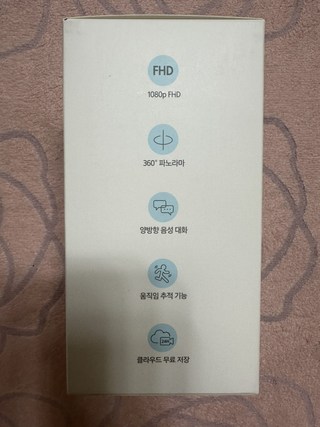 FHD
1080p FHD
360° 파노라마
양방향 음성 대화
움직임 추적 기능
클라우드 무료 저장